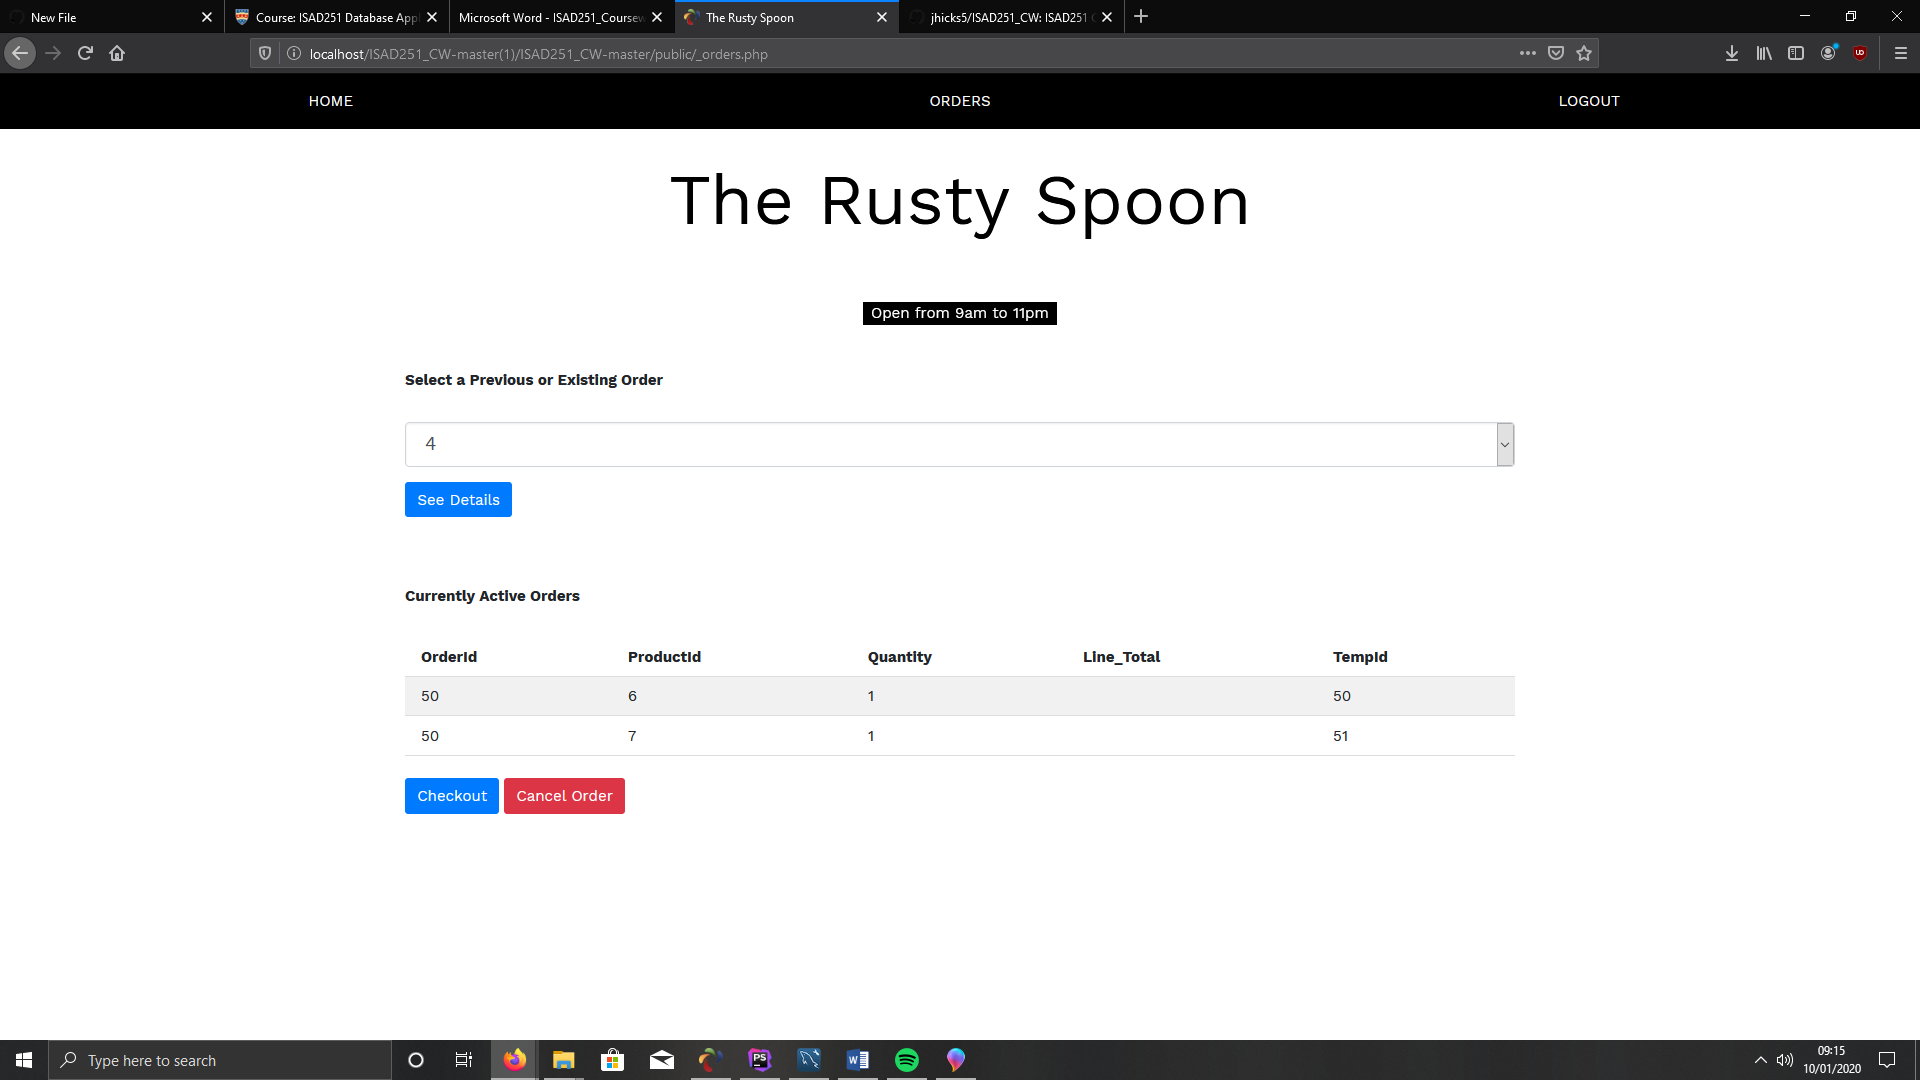 New File
Course: ISAD251 Database App
Microsoft Word - ISAD251_Coursew
The Rusty Spoon
jhicks5/ISAD251_CW: ISAD251
localhost/ISAD251_CW-master(1)/ISAD251_CW-master/public/_orders.php
HOME ORDERS LOGOUT
The Rusty Spoon
Open from 9am to 11pm
Select a Previous or Existing Order
4
See Details
Currently Active Orders
OrderId ProductId Quantity Line_Total TempId
50 6 1 50
50 7 1 51
Checkout Cancel Order
Type here to search
09:15
10/01/2020